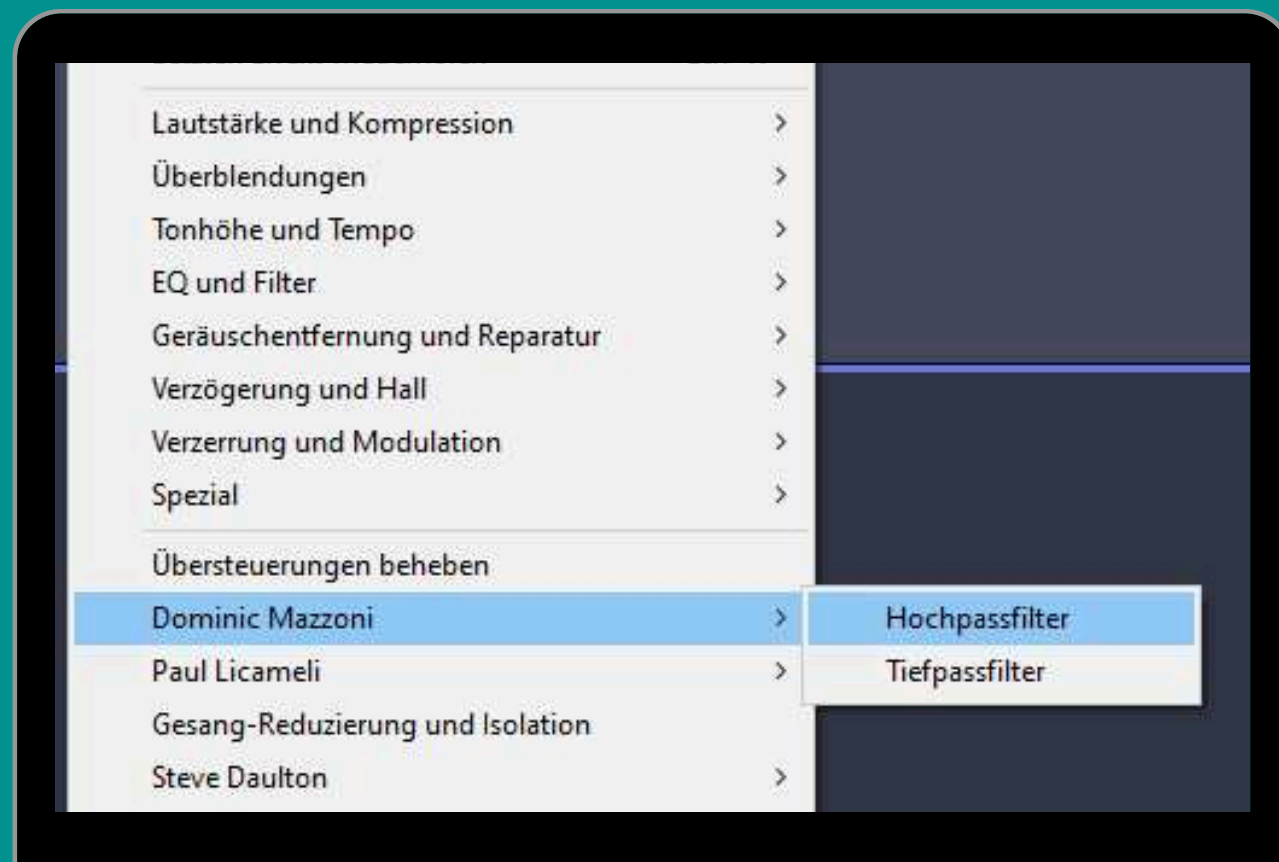 Lautstärke und Kompression
Überblendungen
Tonhöhe und Tempo
EQ und Filter
Geräuschentfernung und Reparatur
Verzögerung und Hall
Verzerrung und Modulation
Spezial
Übersteuerungen beheben
Dominic Mazzoni
Hochpassfilter
Paul Licameli
Tiefpassfilter
Gesang-Reduzierung und Isolation
Steve Daulton